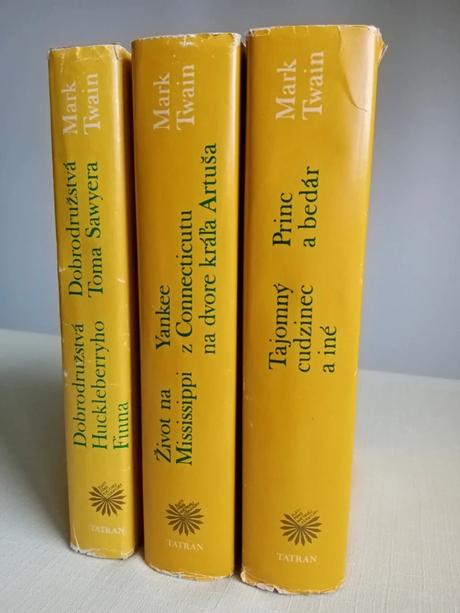 Mark
Twain
Dobrodružstvá
Toma Sawyera
Dobrodružstvá
Huckleberryho
Finna
TATRAN
Mark
Twain
Yankee
z Connecticutu
na dvore kráľa Artuša
Život na
Mississippi
TATRAN
Mark
Twain
Princ
a bedár
Tajomný
cudzinec
a iné
TATRAN